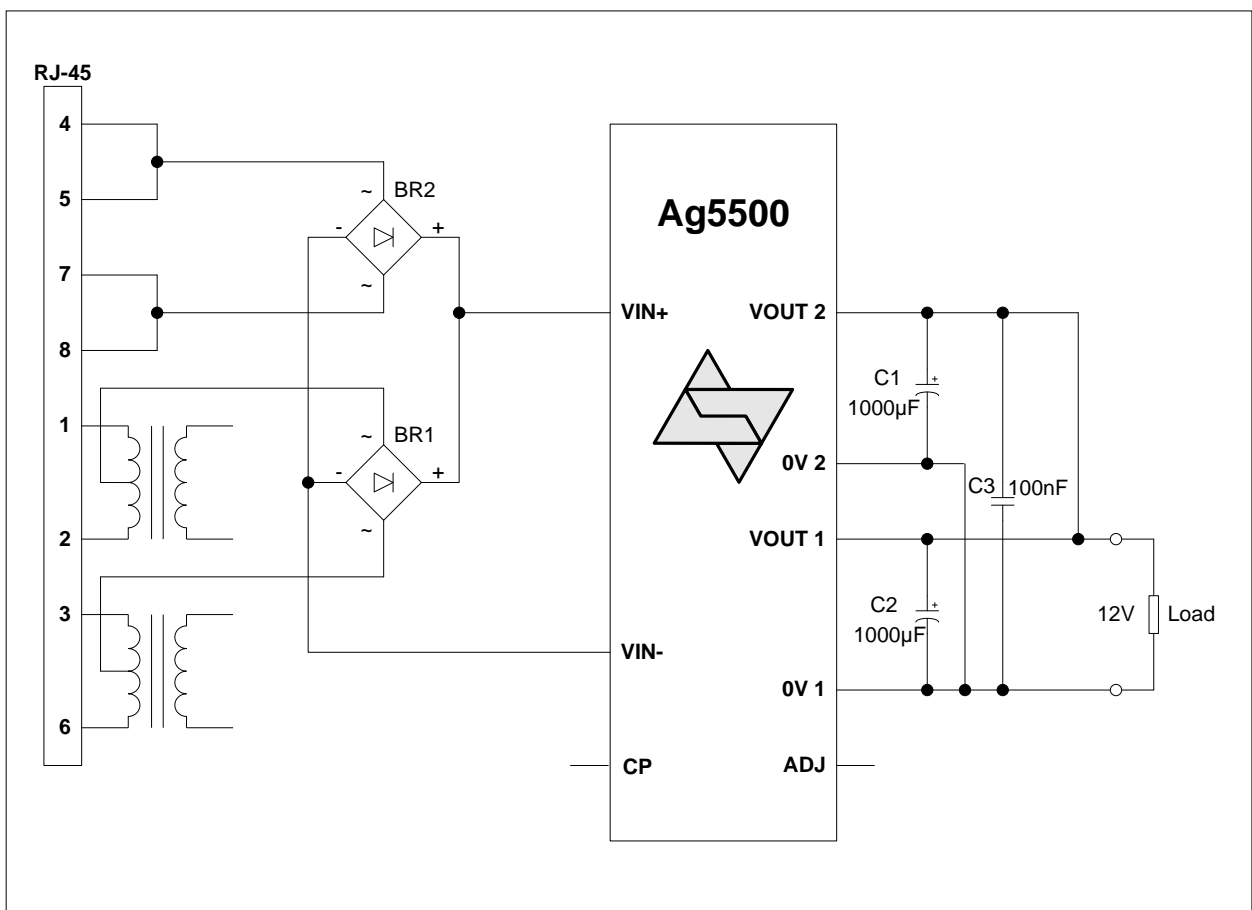 RJ-45
4
5
7
8
1
2
3
6
~
BR2
-
+
~
~
BR1
-
+
~
Ag5500
VIN+
VOUT 2
0V 2
VOUT 1
VIN-
0V 1
CP
ADJ
C1
+
1000µF
C3
100nF
C2
+
1000µF
12V
Load